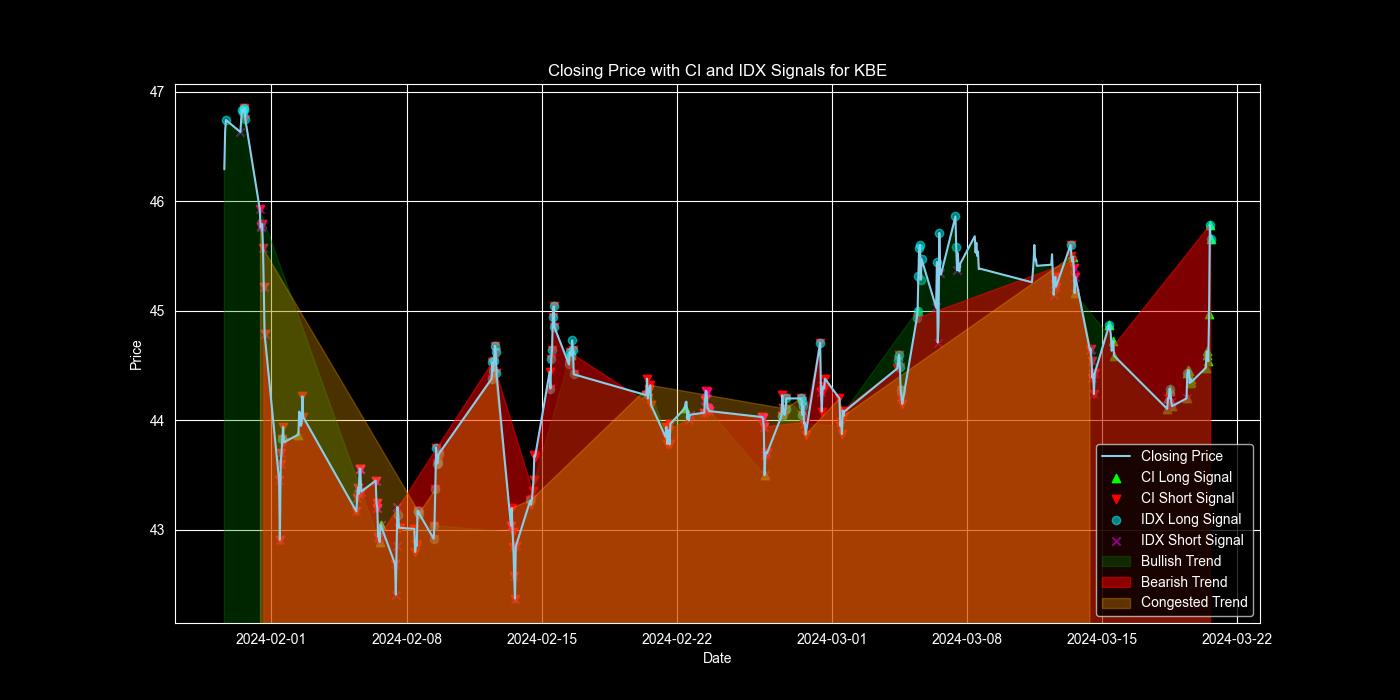 Closing Price with CI and IDX Signals for KBE
47
46
45
44
43
Price
2024-02-01
2024-02-08
2024-02-15
2024-02-22
2024-03-01
2024-03-08
2024-03-15
2024-03-22
Date
Closing Price
CI Long Signal
CI Short Signal
IDX Long Signal
IDX Short Signal
Bullish Trend
Bearish Trend
Congested Trend